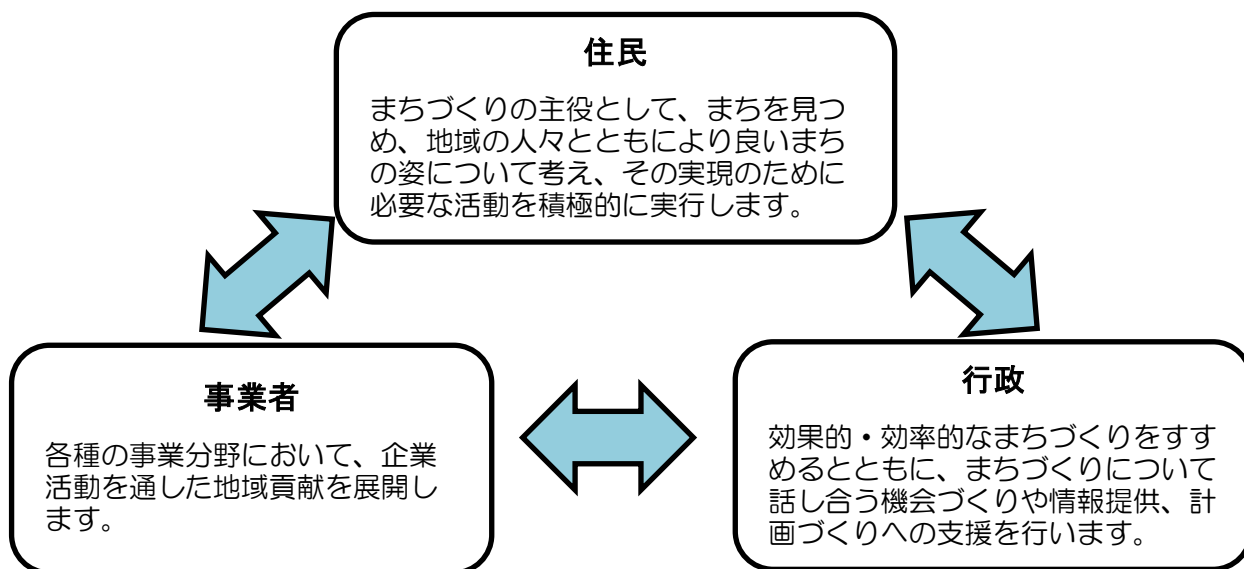 住民
まちづくりの主役として、まちを見つ
め、地域の人々とともにより良いまち
の姿について考え、その実現のために
必要な活動を積極的に実行します。
事業者
各種の事業分野において、企業
活動を通した地域貢献を展開し
ます。
行政
効果的・効率的なまちづくりをすす
めるとともに、まちづくりについて
話し合う機会づくりや情報提供、計
画づくりへの支援を行います。